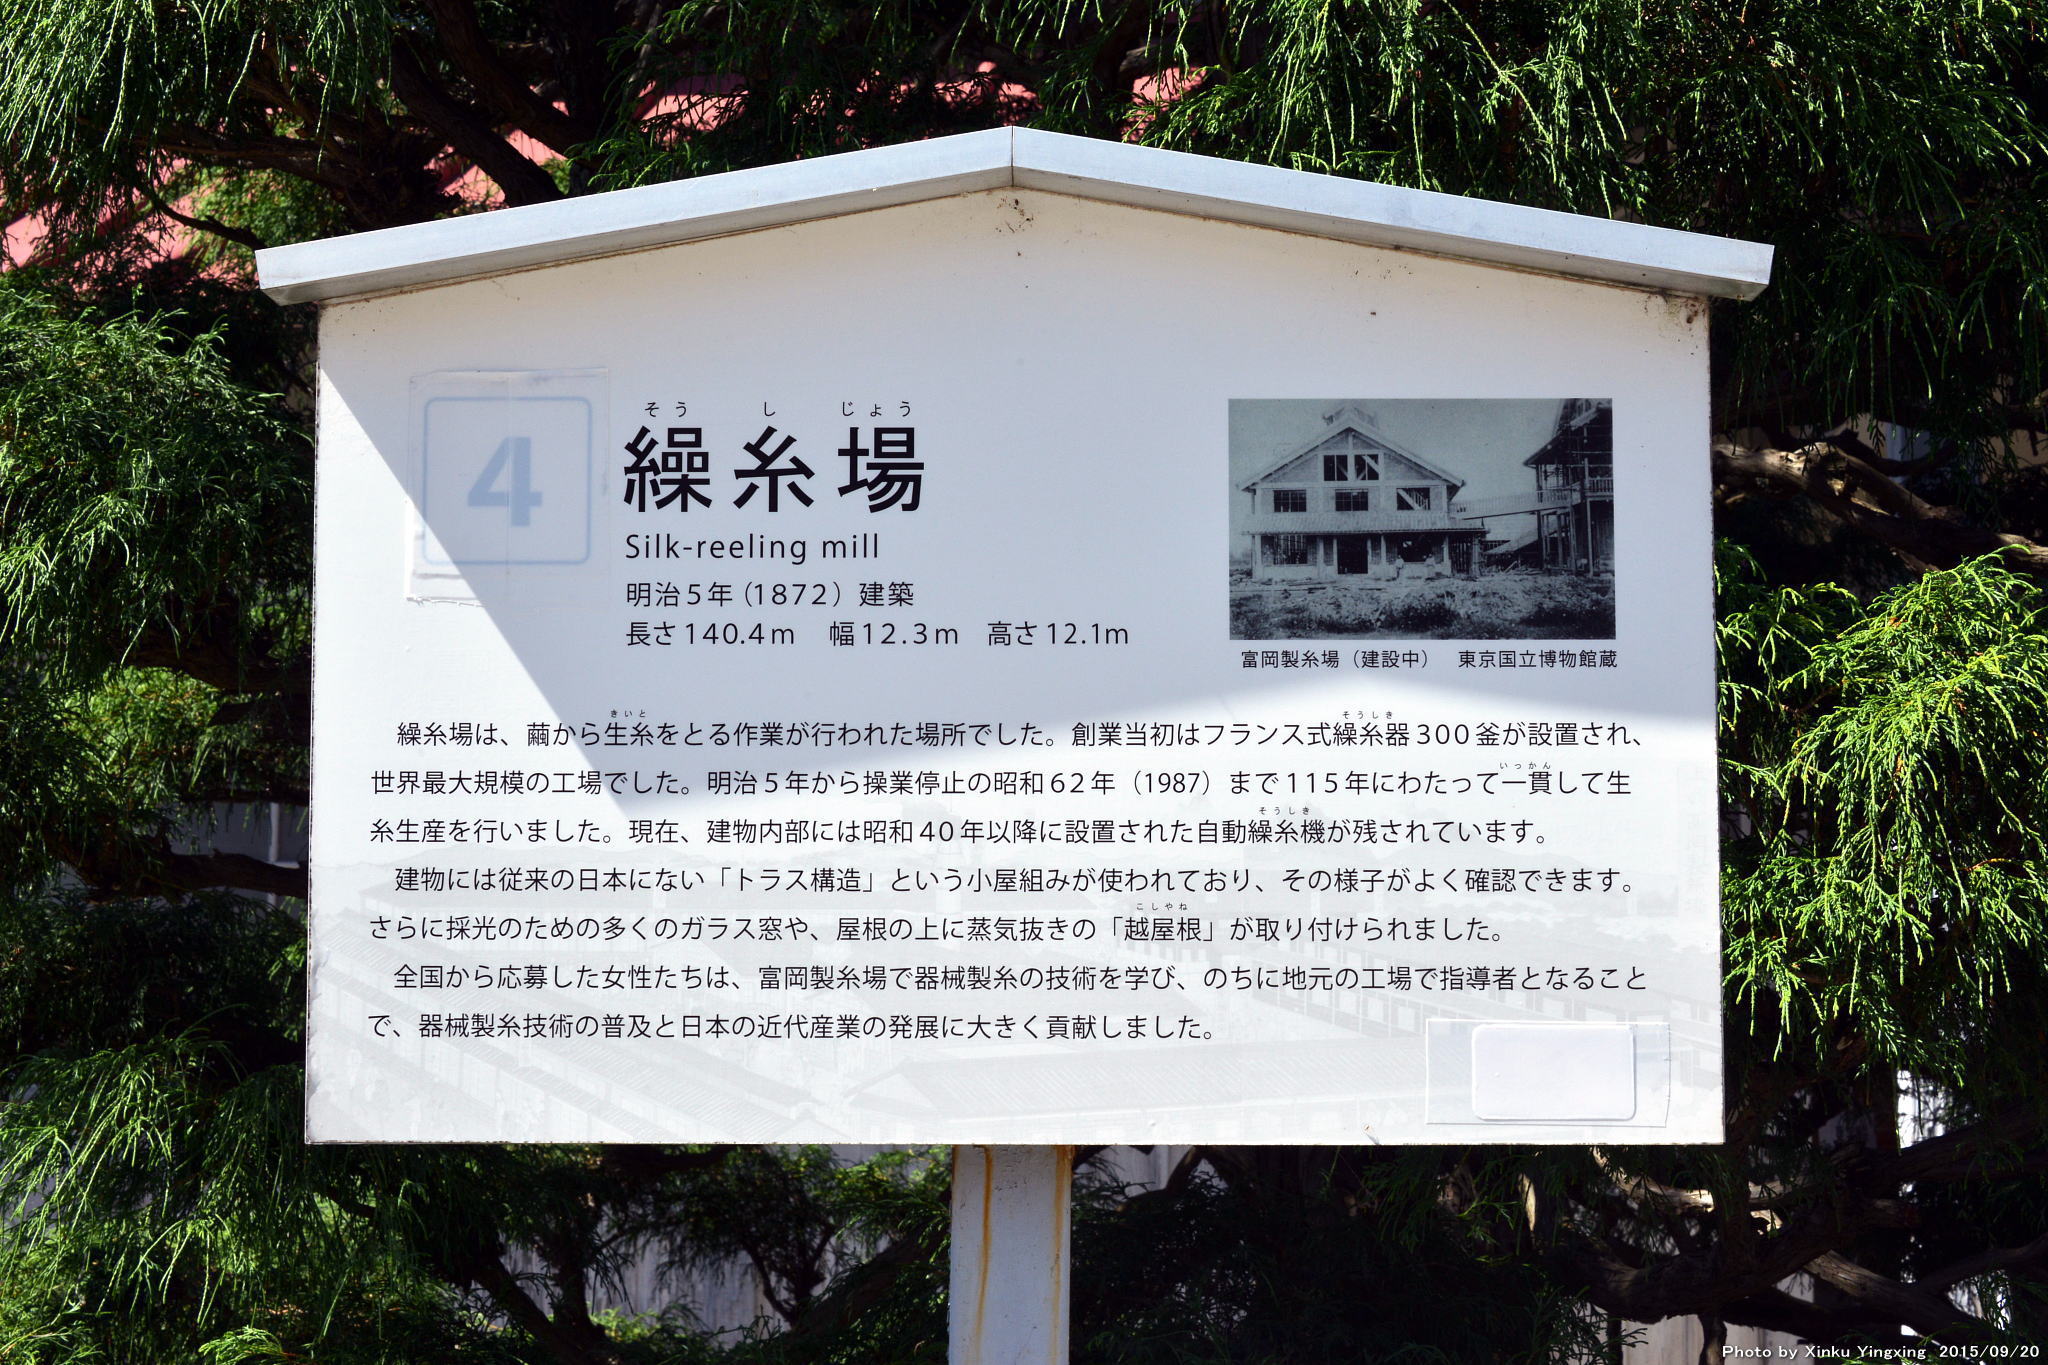 4
そうしじょう
繰糸場
Silk-reeling mill
明治5年(1872)建築
長さ140.4m 幅12.3m 高さ12.1m
富岡製糸場(建設中) 東京国立博物館蔵
きいと そうしき
繰糸場は、繭から生糸をとる作業が行われた場所でした。創業当初はフランス式繰糸器300釜が設置され、
いっかん
世界最大規模の工場でした。明治5年から操業停止の昭和62年(1987)まで115年にわたって一貫して生
そうしき
糸生産を行いました。現在、建物内部には昭和40年以降に設置された自動繰糸機が残されています。
建物には従来の日本にない「トラス構造」という小屋組みが使われており、その様子がよく確認できます。
こしやね
さらに採光のための多くのガラス窓や、屋根の上に蒸気抜きの「越屋根」が取り付けられました。
全国から応募した女性たちは、富岡製糸場で器械製糸の技術を学び、のちに地元の工場で指導者となること
で、器械製糸技術の普及と日本の近代産業の発展に大きく貢献しました。
Photo by Xinku Yingxing 2015/09/20